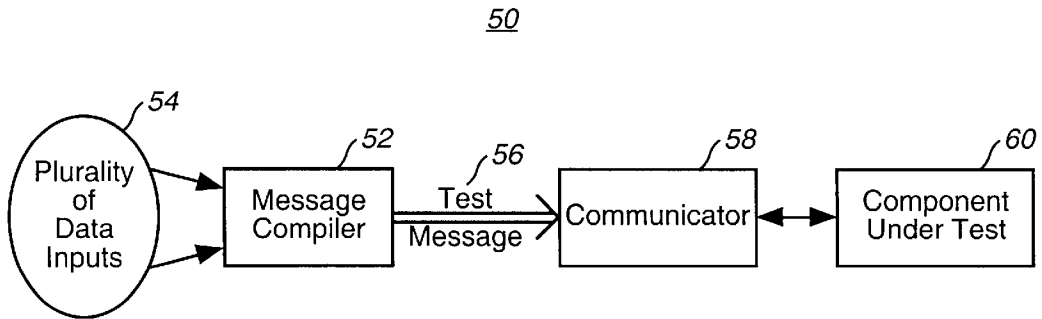 50
54
Plurality
of
Data
Inputs
52
Message
Compiler
56
Test
Message
58
Communicator
60
Component
Under Test